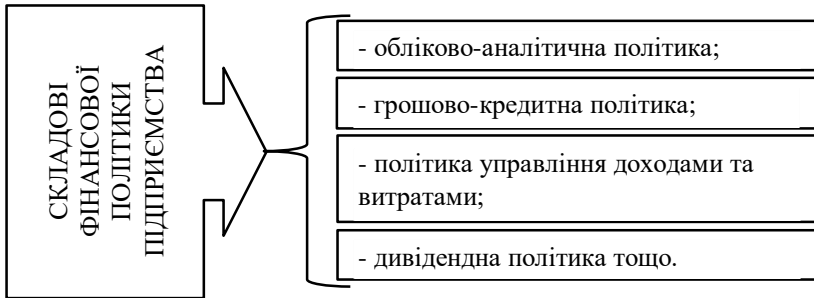 СКЛАДОВІ
ФІНАНСОВОЇ
ПОЛІТИКИ
ПІДПРИЄМСТВА
- обліково-аналітична політика;
- грошово-кредитна політика;
- політика управління доходами та
витратами;
- дивідендна політика тощо.